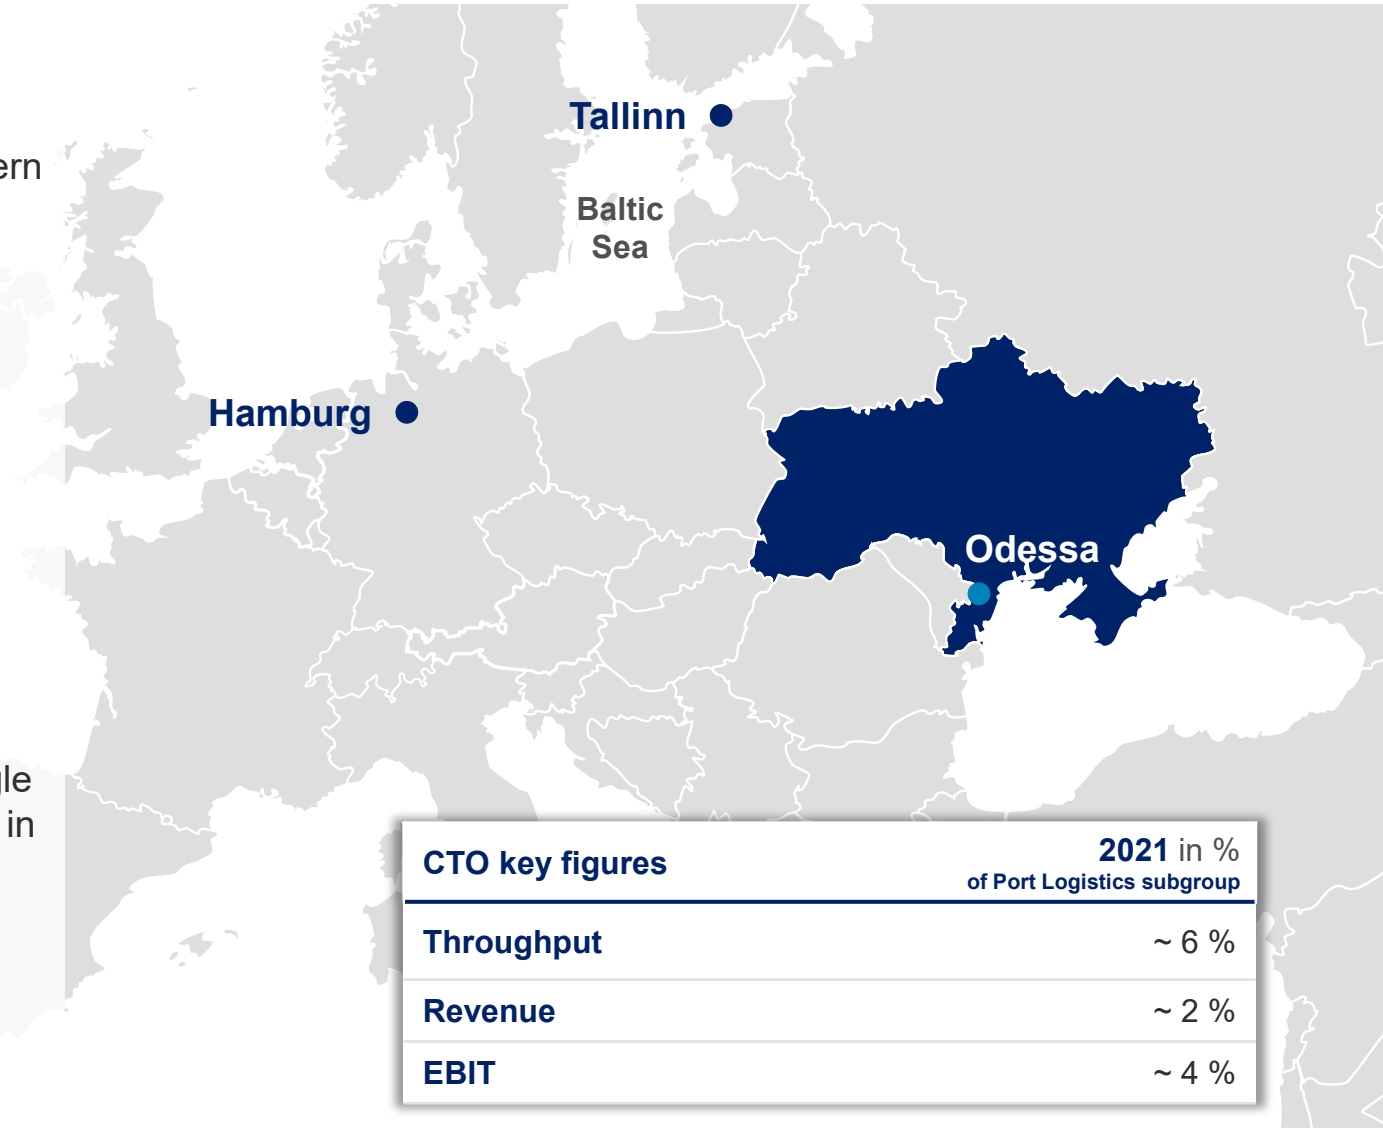 Tallinn
ern
Baltic
Sea
Hamburg
Odessa
gle
in
CTO key figures
2021 in %
of Port Logistics subgroup
Throughput ~ 6 %
Revenue ~ 2 %
EBIT ~ 4 %